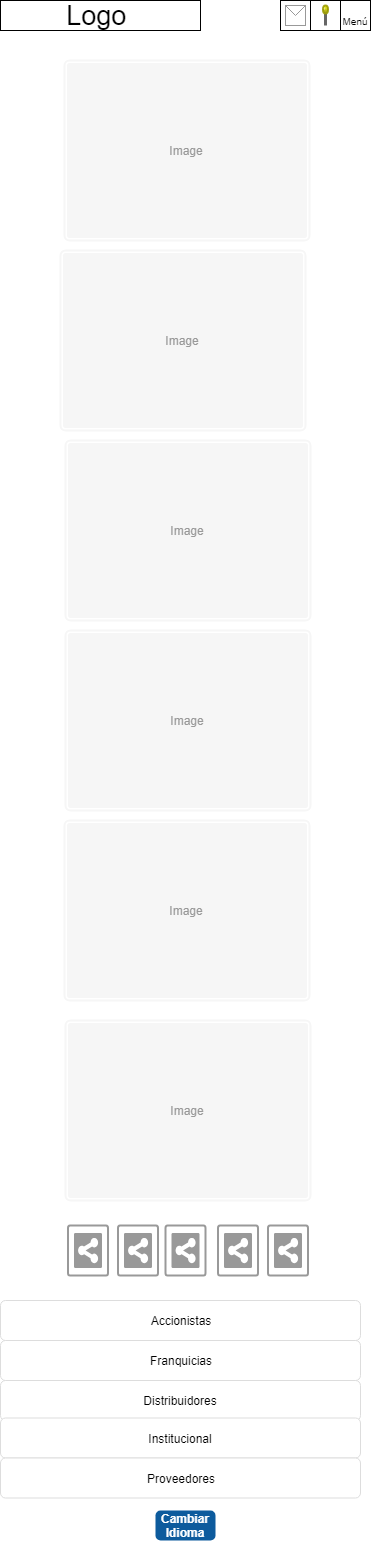 Logo
Menú
Image
Image
Image
Image
Image
Image
Accionistas
Franquicias
Distribuidores
Institucional
Proveedores
Cambiar
Idioma